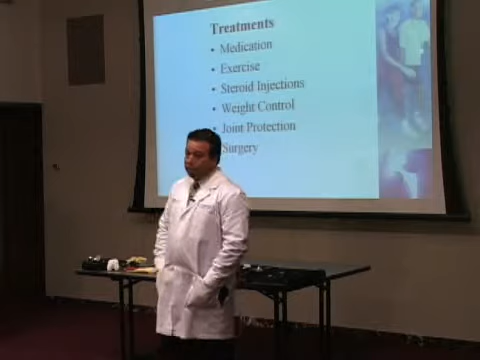 Treatments
• Medication
• Exercise
• Steroid Injections
• Weight Control
• Joint Protection
Surgery